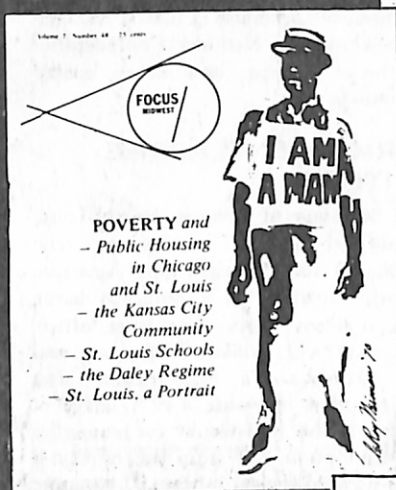 Volume 7 Number 48 75 cents
FOCUS
MIDWEST
I AM
A MAN
POVERTY and
– Public Housing
in Chicago
and St. Louis
– the Kansas City
Community
– St. Louis Schools
– the Daley Regime
– St. Louis, a Portrait